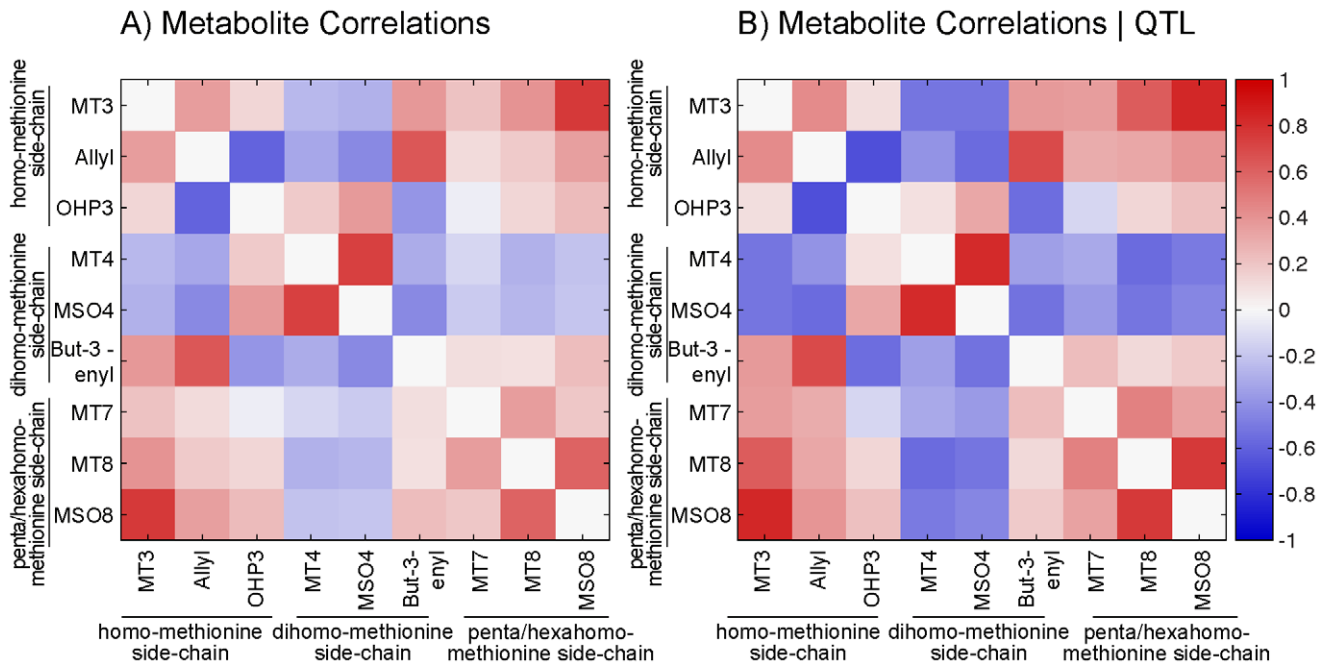 A) Metabolite Correlations
homo-methionine
side-chain
dihomo-methionine
side-chain
penta/hexahomo-
methionine side-chain
MT3
Allyl
OHP3
MT4
MSO4
But-3 -
enyl
MT7
MT8
MSO8
MT3
Allyl
OHP3
MT4
MSO4
But-3-
enyl
MT7
MT8
MSO8
homo-methionine
side-chain
dihomo-methionine
side-chain
penta/hexahomo-
methionine side-chain
B) Metabolite Correlations | QTL
homo-methionine
side-chain
dihomo-methionine
side-chain
penta/hexahomo-
methionine side-chain
MT3
Allyl
OHP3
MT4
MSO4
But-3 -
enyl
MT7
MT8
MSO8
MT3
Allyl
OHP3
MT4
MSO4
But-3-
enyl
MT7
MT8
MSO8
homo-methionine
side-chain
dihomo-methionine
side-chain
penta/hexahomo-
methionine side-chain
1
0.8
0.6
0.4
0.2
0
-0.2
-0.4
-0.6
-0.8
-1